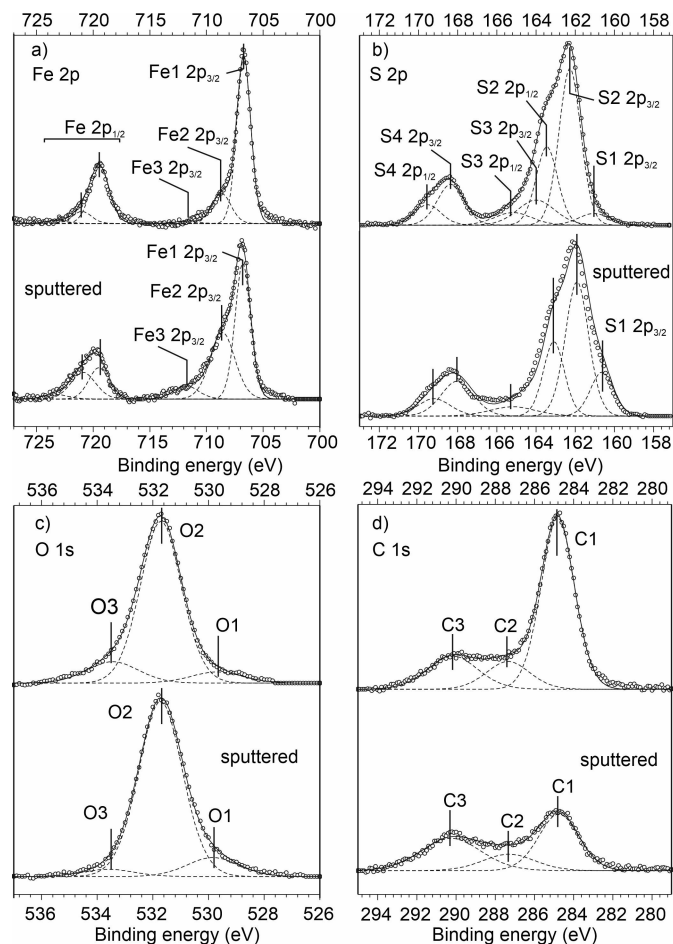 725 720 715 710 705 700
a)
Fe 2p
Fe1 2p3/2
Fe 2p1/2
Fe2 2p3/2
Fe3 2p3/2
sputtered
Fe1 2p3/2
Fe2 2p3/2
Fe3 2p3/2
725 720 715 710 705 700
Binding energy (eV)
172 170 168 166 164 162 160 158
b)
S 2p
S2 2p1/2
S2 2p3/2
S4 2p3/2
S3 2p3/2
S4 2p1/2
S3 2p1/2
S1 2p3/2
sputtered
S1 2p3/2
172 170 168 166 164 162 160 158
Binding energy (eV)
536 534 532 530 528 526
c)
O 1s
O2
O3
O1
O2
sputtered
O3
O1
536 534 532 530 528 526
Binding energy (eV)
294 292 290 288 286 284 282 280
d)
C 1s
C1
C3
C2
sputtered
C3
C2
C1
294 292 290 288 286 284 282 280
Binding energy (eV)